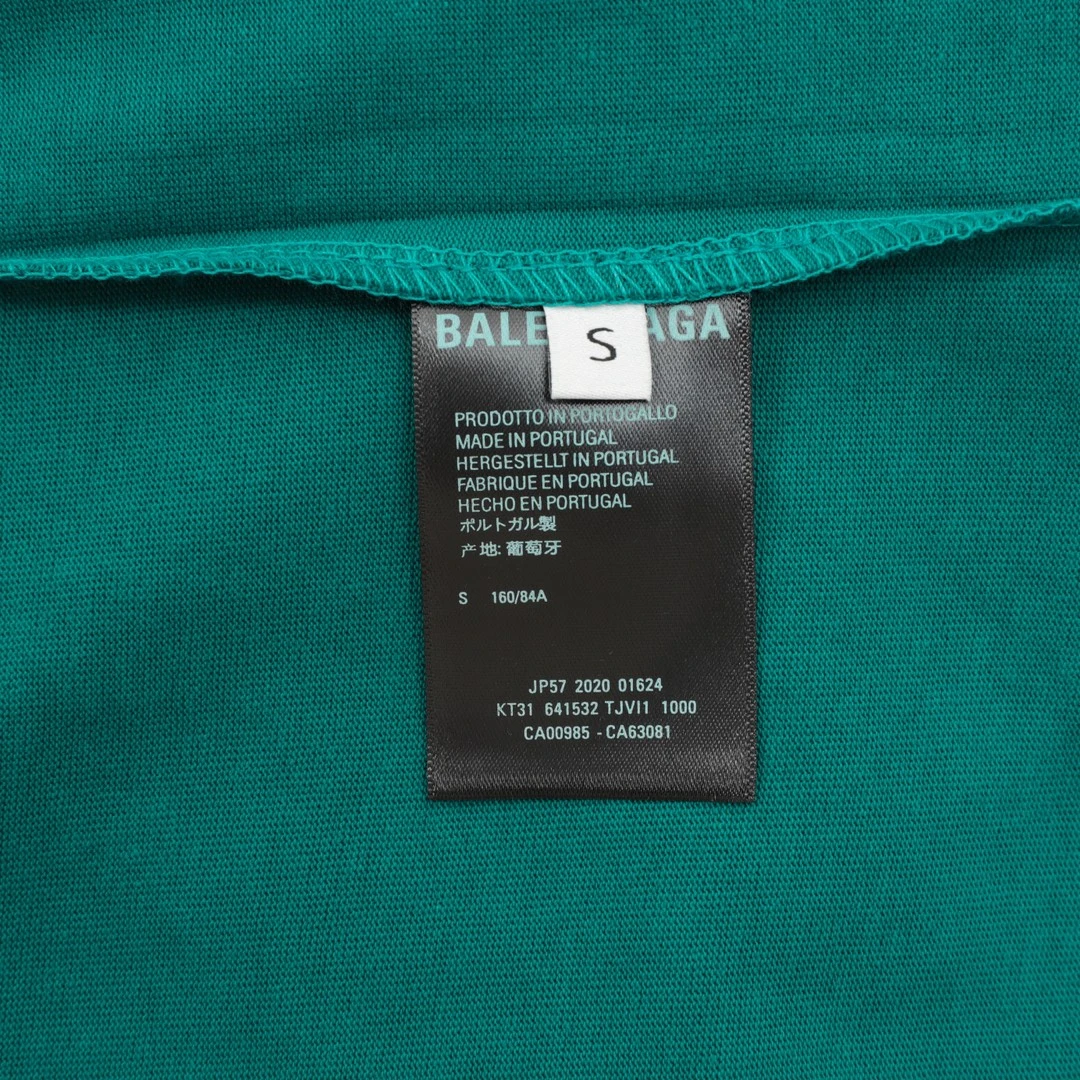 BALE AGA
S
PRODOTTO IN PORTOGALLO
MADE IN PORTUGAL
HERGESTELLT IN PORTUGAL
FABRIQUE EN PORTUGAL
HECHO EN PORTUGAL
ポルトガル製
产地: 葡萄牙
S 160/84A
JP57 2020 01624
KT31 641532 TJVI1 1000
CA00985 - CA63081